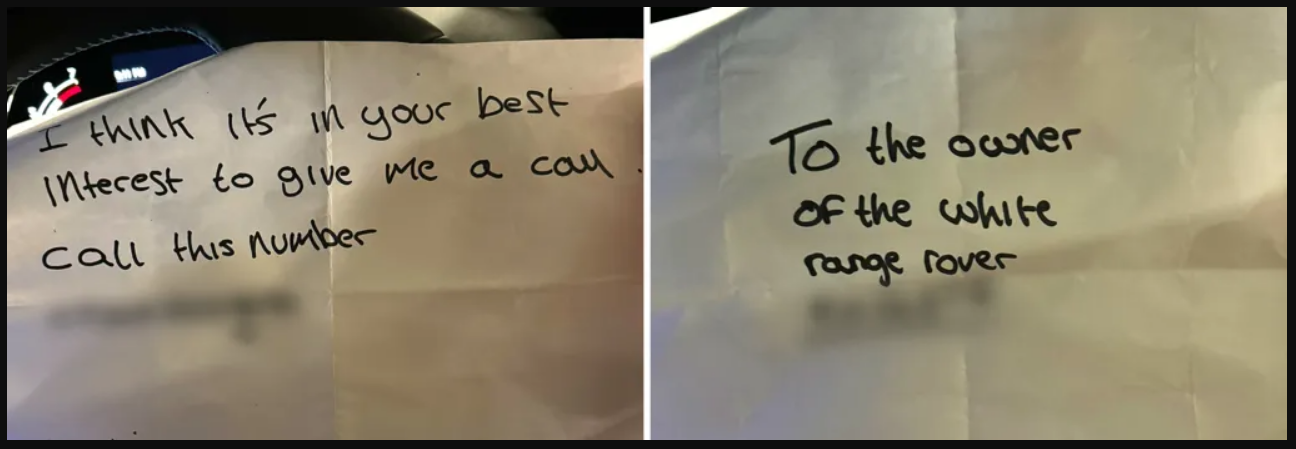 I think it's in your best
interest to give me a call.
call this number
To the owner
of the white
range rover